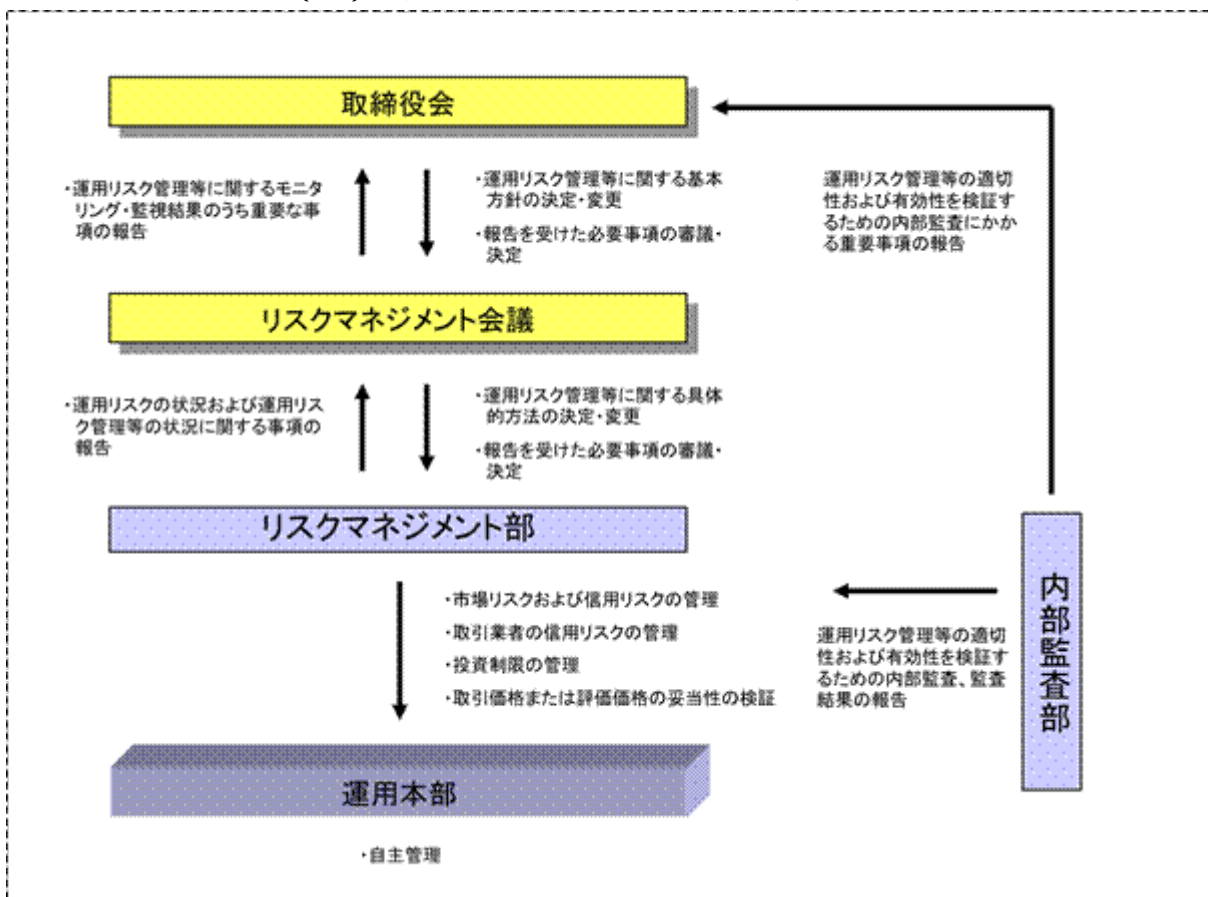 取締役会
・運用リスク管理等に関するモニタ
リング・監視結果のうち重要な事
項の報告
・運用リスク管理等に関する基本
方針の決定・変更
・報告を受けた必要事項の審議・
決定
運用リスク管理等の適切
性および有効性を検証す
るための内部監査にかか
る重要事項の報告
リスクマネジメント会議
・運用リスクの状況および運用リス
ク管理等の状況に関する事項の
報告
・運用リスク管理等に関する具体
的方法の決定・変更
・報告を受けた必要事項の審議・
決定
リスクマネジメント部
・市場リスクおよび信用リスクの管理
・取引業者の信用リスクの管理
・投資制限の管理
・取引価格または評価価格の妥当性の検証
運用リスク管理等の適切
性および有効性を検証す
るための内部監査、監査
結果の報告
内部監査部
運用本部
・自主管理